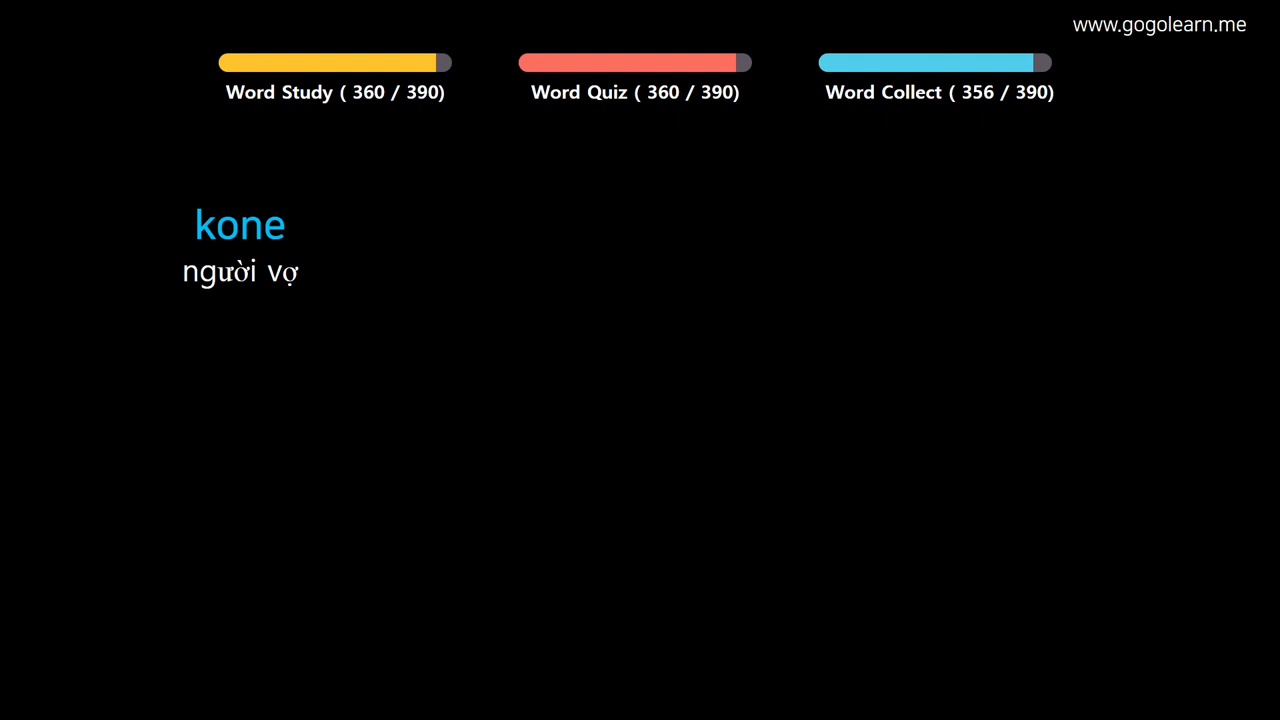 www.gogolearn.me
Word Study ( 360 / 390)
Word Quiz ( 360 / 390)
Word Collect ( 356 / 390)
kone
người vợ